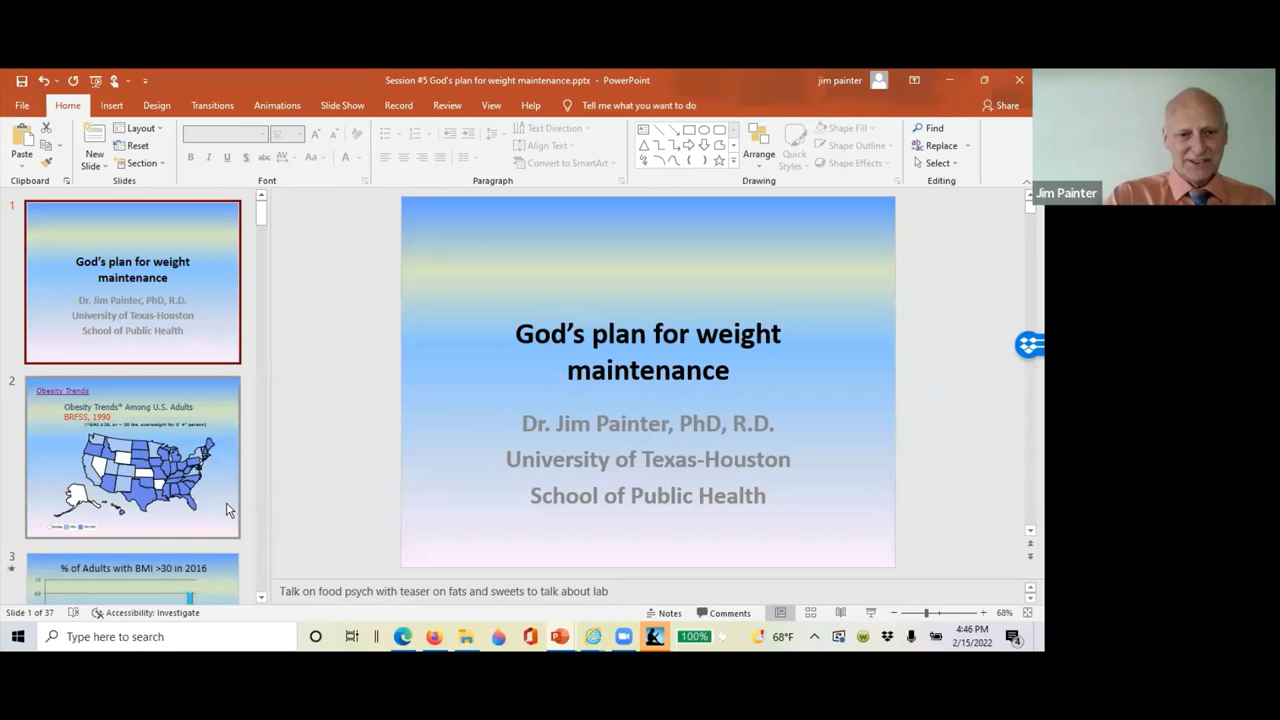 Session #5 God's plan for weight maintenance.pptx - PowerPoint
jim painter
File Home Insert Design Transitions Animations Slide Show Record Review View Help Tell me what you want to do Share
Paste
Clipboard
New
Slide
Layout
Reset
Section
Slides
32
Font
Text Direction
Align Text
Convert to SmartArt
Paragraph
Arrange
Quick
Styles
Shape Fill
Shape Outline
Shape Effects
Drawing
Find
Replace
Select
Editing
Jim Painter
1
God's plan for weight
maintenance
Dr. Jim Painter, PhD, R.D.
University of Texas-Houston
School of Public Health
2
Obesity Trends
Obesity Trends* Among U.S. Adults
BRFSS, 1990
3
% of Adults with BMI >30 in 2016
God's plan for weight
maintenance
Dr. Jim Painter, PhD, R.D.
University of Texas-Houston
School of Public Health
Talk on food psych with teaser on fats and sweets to talk about lab
Slide 1 of 37 Accessibility: Investigate Notes Comments 68%
Type here to search
100%
68°F
4:46 PM
2/15/2022
4